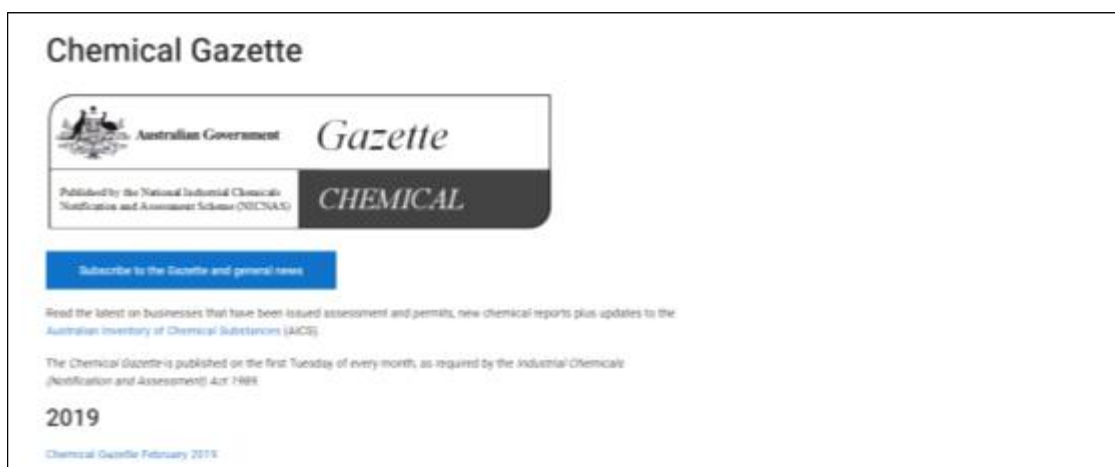 Chemical Gazette
Australian Government
Gazette
Published by the National Industrial Chemicals
Notification and Assessment Scheme (NICNAS)
CHEMICAL
Subscribe to the Gazette and general news
Read the latest on businesses that have been issued assessment and permits, new chemical reports plus updates to the
Australian Inventory of Chemical Substances (AICS)
The Chemical Gazette is published on the first Tuesday of every month, as required by the Industrial Chemicals
(Notification and Assessment) Act 1989.
2019
Chemical Gazette February 2019